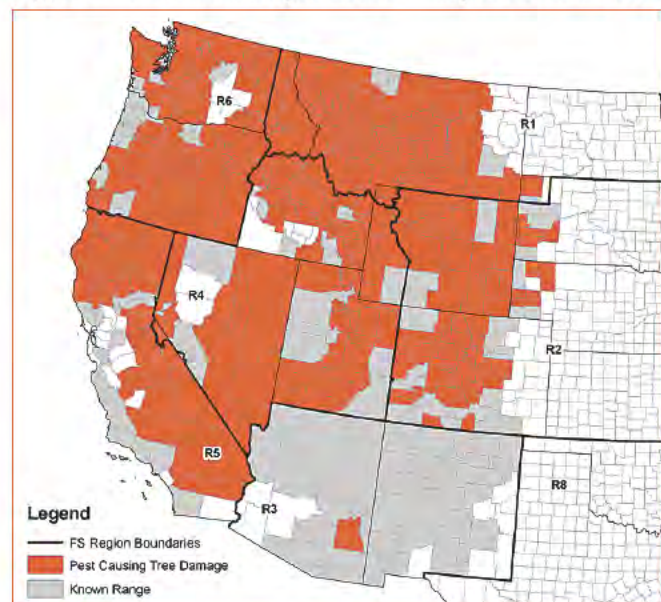 R6
R1
R4
R2
R5
R8
R3
Legend
FS Region Boundaries
Pest Causing Tree Damage
Known Range